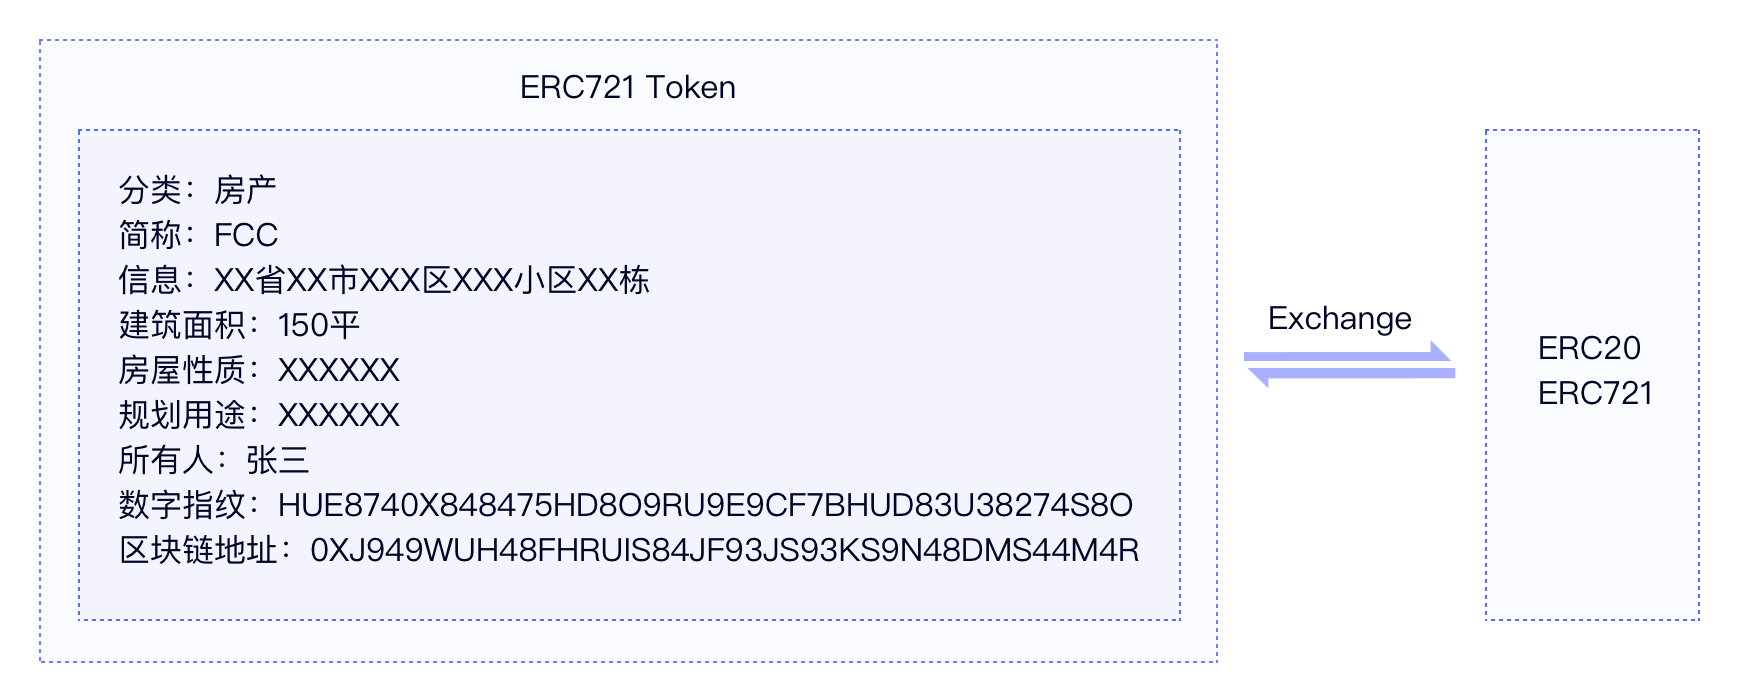 ERC721 Token
分类：房产
简称：FCC
信息：XX省XX市XXX区XXX小区XX栋
建筑面积：150平
房屋性质：XXXXXX
规划用途：XXXXXX
所有人：张三
数字指纹：HUE8740X848475HD8O9RU9E9CF7BHUD83U38274S8O
区块链地址：0XJ949WUH48FHRUIS84JF93JS93KS9N48DMS44M4R
Exchange
ERC20
ERC721